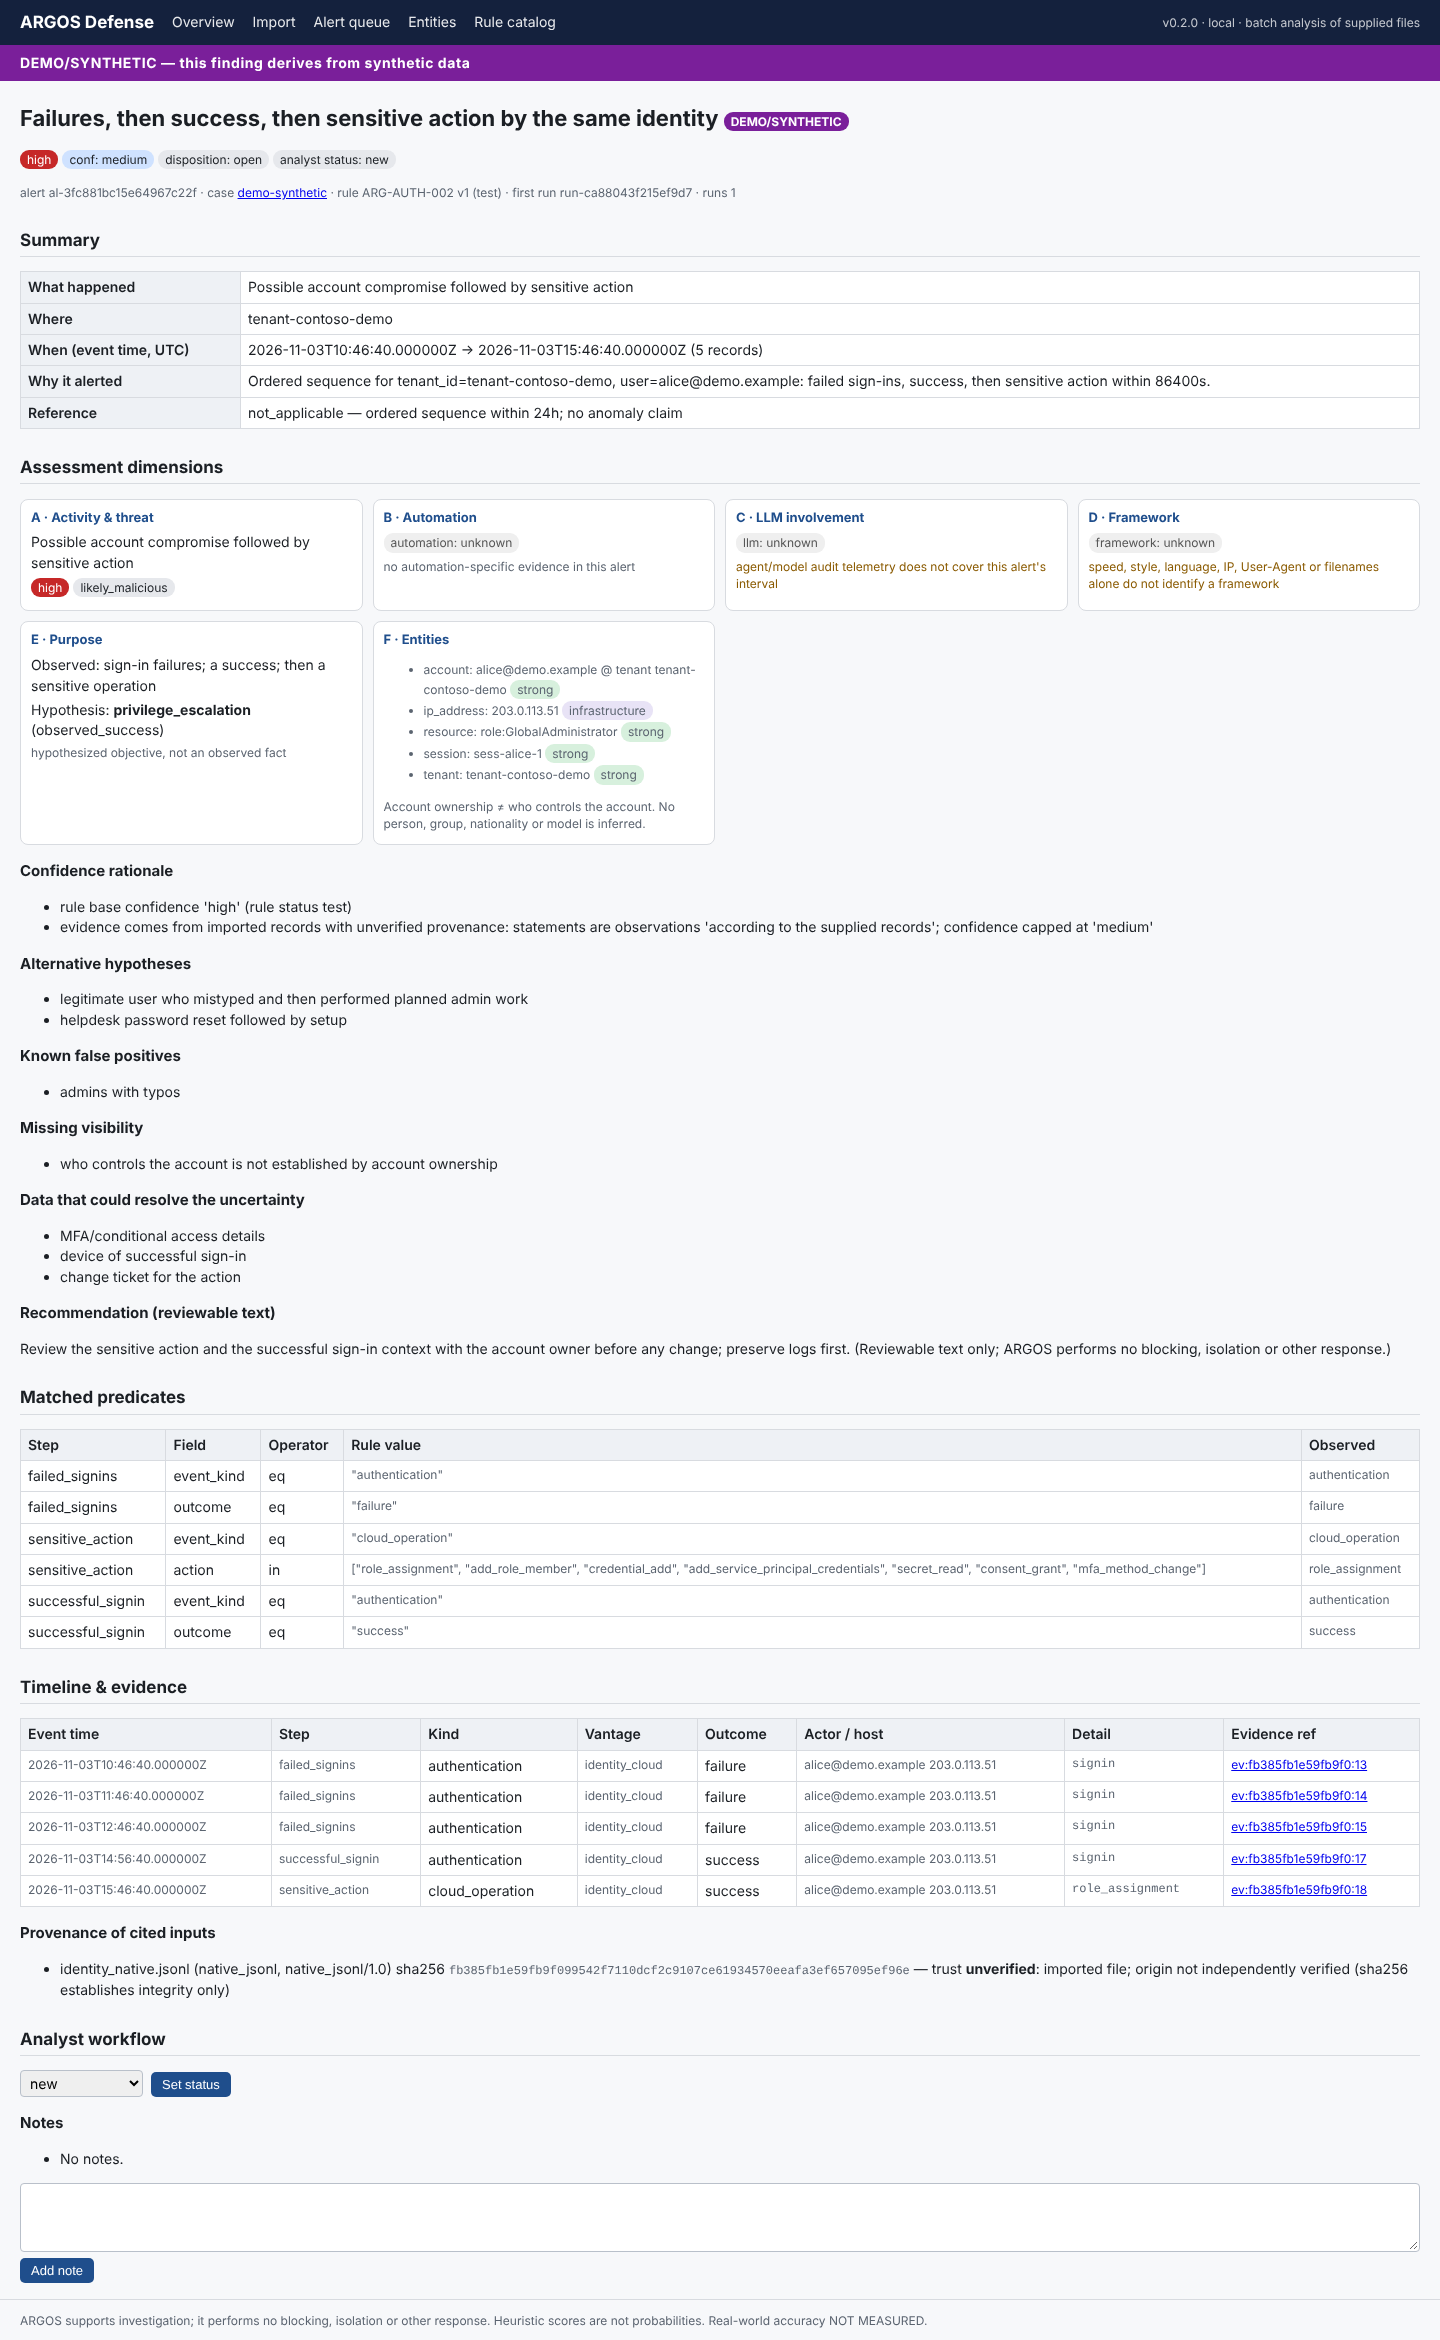 ARGOS Defense Overview Import Alert queue Entities Rule catalog v0.2.0 · local · batch analysis of supplied files
DEMO/SYNTHETIC — this finding derives from synthetic data
Failures, then success, then sensitive action by the same identity DEMO/SYNTHETIC
high conf: medium disposition: open analyst status: new
alert al-3fc881bc15e64967c22f · case demo-synthetic · rule ARG-AUTH-002 v1 (test) · first run run-ca88043f215ef9d7 · runs 1
Summary
What happened Possible account compromise followed by sensitive action
Where tenant-contoso-demo
When (event time, UTC) 2026-11-03T10:46:40.000000Z → 2026-11-03T15:46:40.000000Z (5 records)
Why it alerted Ordered sequence for tenant_id=tenant-contoso-demo, user=alice@demo.example: failed sign-ins, success, then sensitive action within 86400s.
Reference not_applicable — ordered sequence within 24h; no anomaly claim
Assessment dimensions
A · Activity & threat
Possible account compromise followed by
sensitive action
high likely_malicious
B · Automation
automation: unknown
no automation-specific evidence in this alert
C · LLM involvement
llm: unknown
agent/model audit telemetry does not cover this alert's
interval
D · Framework
framework: unknown
speed, style, language, IP, User-Agent or filenames
alone do not identify a framework
E · Purpose
Observed: sign-in failures; a success; then a
sensitive operation
Hypothesis: privilege_escalation
(observed_success)
hypothesized objective, not an observed fact
F · Entities
account: alice@demo.example @ tenant tenant-
contoso-demo strong
ip_address: 203.0.113.51 infrastructure
resource: role:GlobalAdministrator strong
session: sess-alice-1 strong
tenant: tenant-contoso-demo strong
Account ownership ≠ who controls the account. No
person, group, nationality or model is inferred.
Confidence rationale
rule base confidence 'high' (rule status test)
evidence comes from imported records with unverified provenance: statements are observations 'according to the supplied records'; confidence capped at 'medium'
Alternative hypotheses
legitimate user who mistyped and then performed planned admin work
helpdesk password reset followed by setup
Known false positives
admins with typos
Missing visibility
who controls the account is not established by account ownership
Data that could resolve the uncertainty
MFA/conditional access details
device of successful sign-in
change ticket for the action
Recommendation (reviewable text)
Review the sensitive action and the successful sign-in context with the account owner before any change; preserve logs first. (Reviewable text only; ARGOS performs no blocking, isolation or other response.)
Matched predicates
Step Field Operator Rule value Observed
failed_signins event_kind eq "authentication" authentication
failed_signins outcome eq "failure" failure
sensitive_action event_kind eq "cloud_operation" cloud_operation
sensitive_action action in ["role_assignment", "add_role_member", "credential_add", "add_service_principal_credentials", "secret_read", "consent_grant", "mfa_method_change"] role_assignment
successful_signin event_kind eq "authentication" authentication
successful_signin outcome eq "success" success
Timeline & evidence
Event time Step Kind Vantage Outcome Actor / host Detail Evidence ref
2026-11-03T10:46:40.000000Z failed_signins authentication identity_cloud failure alice@demo.example 203.0.113.51 signin ev:fb385fb1e59fb9f0:13
2026-11-03T11:46:40.000000Z failed_signins authentication identity_cloud failure alice@demo.example 203.0.113.51 signin ev:fb385fb1e59fb9f0:14
2026-11-03T12:46:40.000000Z failed_signins authentication identity_cloud failure alice@demo.example 203.0.113.51 signin ev:fb385fb1e59fb9f0:15
2026-11-03T14:56:40.000000Z successful_signin authentication identity_cloud success alice@demo.example 203.0.113.51 signin ev:fb385fb1e59fb9f0:17
2026-11-03T15:46:40.000000Z sensitive_action cloud_operation identity_cloud success alice@demo.example 203.0.113.51 role_assignment ev:fb385fb1e59fb9f0:18
Provenance of cited inputs
identity_native.jsonl (native_jsonl, native_jsonl/1.0) sha256 fb385fb1e59fb9f099542f7110dcf2c9107ce61934570eeafa3ef657095ef96e — trust unverified: imported file; origin not independently verified (sha256
establishes integrity only)
Analyst workflow
new Set status
Notes
No notes.
Add note
ARGOS supports investigation; it performs no blocking, isolation or other response. Heuristic scores are not probabilities. Real-world accuracy NOT MEASURED.